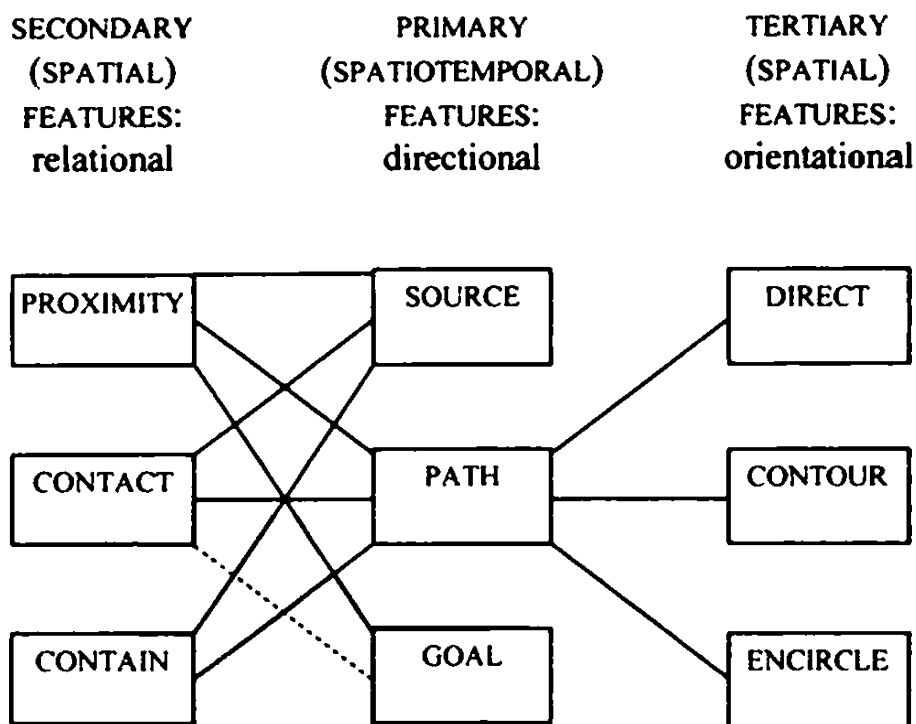 SECONDARY
(SPATIAL)
FEATURES:
relational
PRIMARY
(SPATIOTEMPORAL)
FEATURES:
directional
TERTIARY
(SPATIAL)
FEATURES:
orientational
PROXIMITY
SOURCE
DIRECT
CONTACT
PATH
CONTOUR
CONTAIN
GOAL
ENCIRCLE